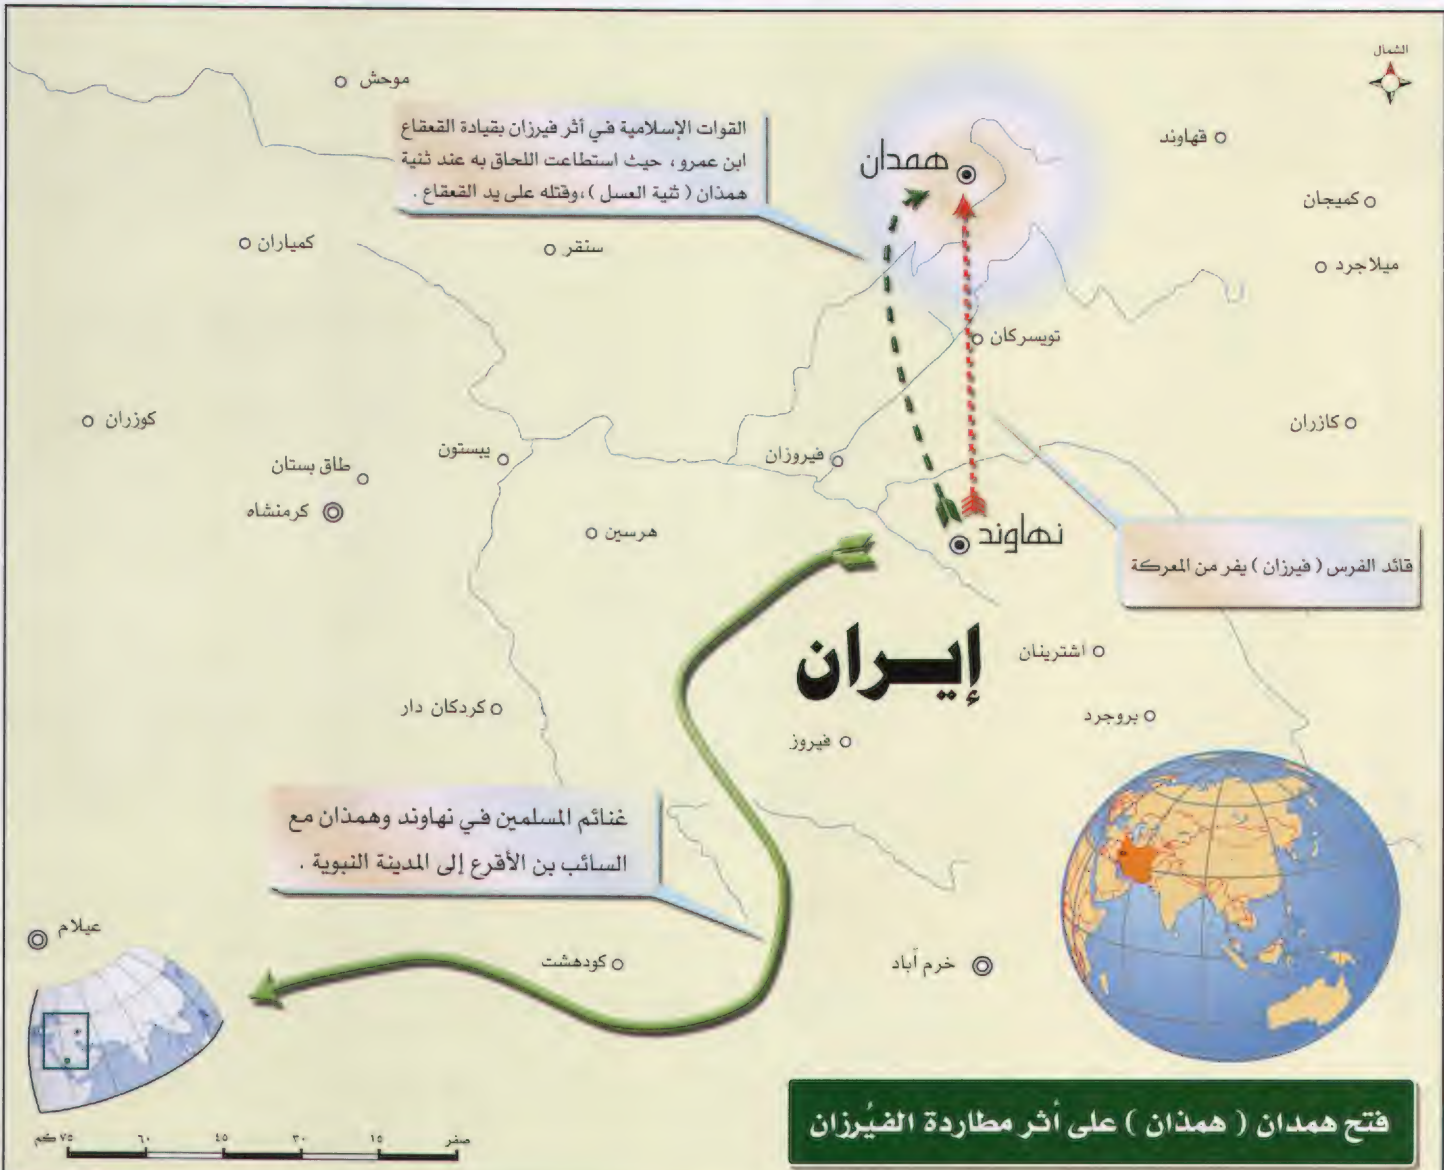 الشمال
موحش
القوات الإسلامية في أثر فيرزان بقيادة القعقاع
ابن عمرو، حيث استطاعت اللحاق به عند ثنية
همذان ( ثنية العسل )، وقتله على يد القعقاع .
همدان
قهاوند
كميجان
كمياران
سنقر
ميلاجرد
تويسركان
كوزران
كازران
يبستون
فيروزان
طاق بستان
كرمنشاه
هرسين
نهاوند
قائد الفرس ( فيرزان ) يفر من المعركة
إيران
اشترينان
كردكان دار
بروجرد
فيروز
غنائم المسلمين في نهاوند وهمذان مع
السائب بن الأقرع إلى المدينة النبوية .
عيلام
كودهشت
خرم آباد
فتح همدان ( همذان ) على أثر مطاردة الفيُرزان
صفر ١٥ ٣٠ ٤٥ ٦٠ ٧٥ كم